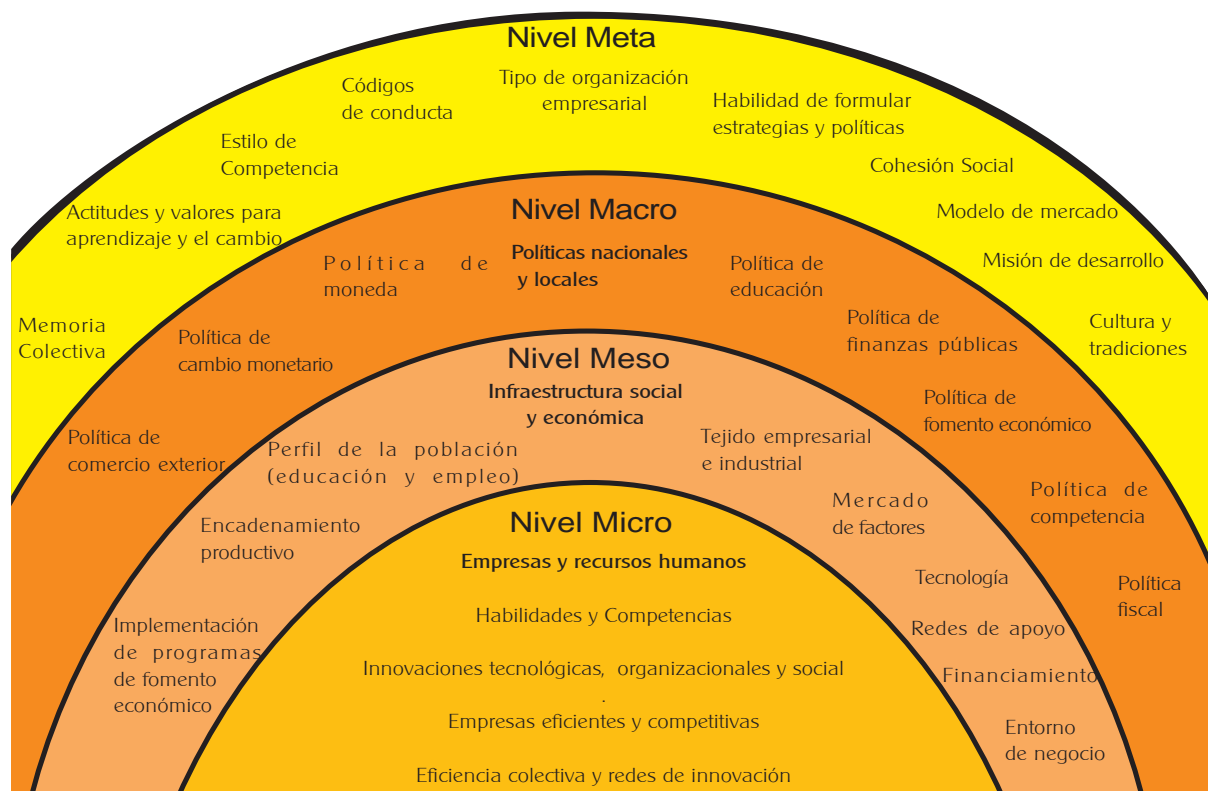 Nivel Meta
Tipo de organización
empresarial
Códigos
de conducta
Habilidad de formular
estrategias y políticas
Estilo de
Competencia
Cohesión Social
Actitudes y valores para
aprendizaje y el cambio
Modelo de mercado
Misión de desarrollo
Memoria
Colectiva
Cultura y
tradiciones
Nivel Macro
Políticas nacionales
y locales
Política de
moneda
Política de
educación
Política de
cambio monetario
Política de
finanzas públicas
Política de
comercio exterior
Política de
fomento económico
Política de
competencia
Política
fiscal
Nivel Meso
Infraestructura social
y económica
Perfil de la población
(educación y empleo)
Tejido empresarial
e industrial
Encadenamiento
productivo
Mercado
de factores
Tecnología
Implementación
de programas
de fomento
económico
Redes de apoyo
Financiamiento
Entorno
de negocio
Nivel Micro
Empresas y recursos humanos
Habilidades y Competencias
Innovaciones tecnológicas, organizacionales y social
.
Empresas eficientes y competitivas
Eficiencia colectiva y redes de innovación